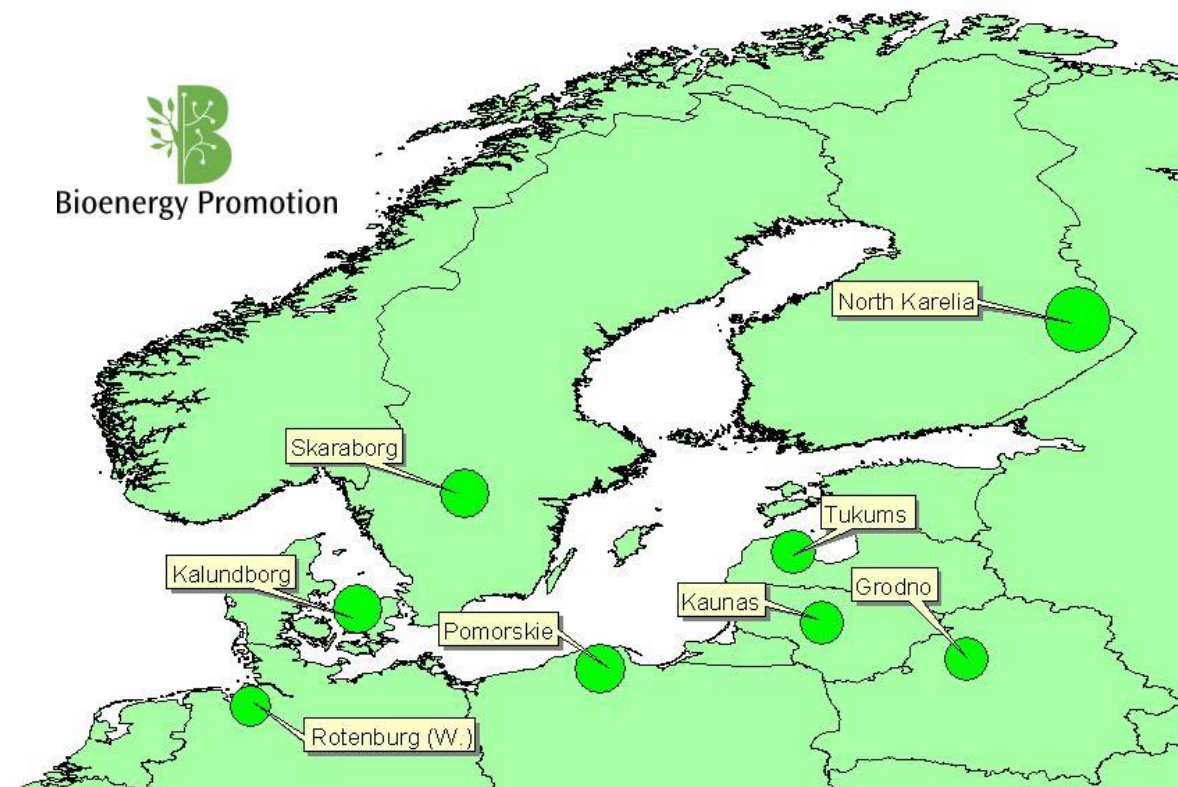 Bioenergy Promotion
North Karelia
Skaraborg
Tukums
Kalundborg
Grodno
Kaunas
Pomorskie
Rotenburg (W.)